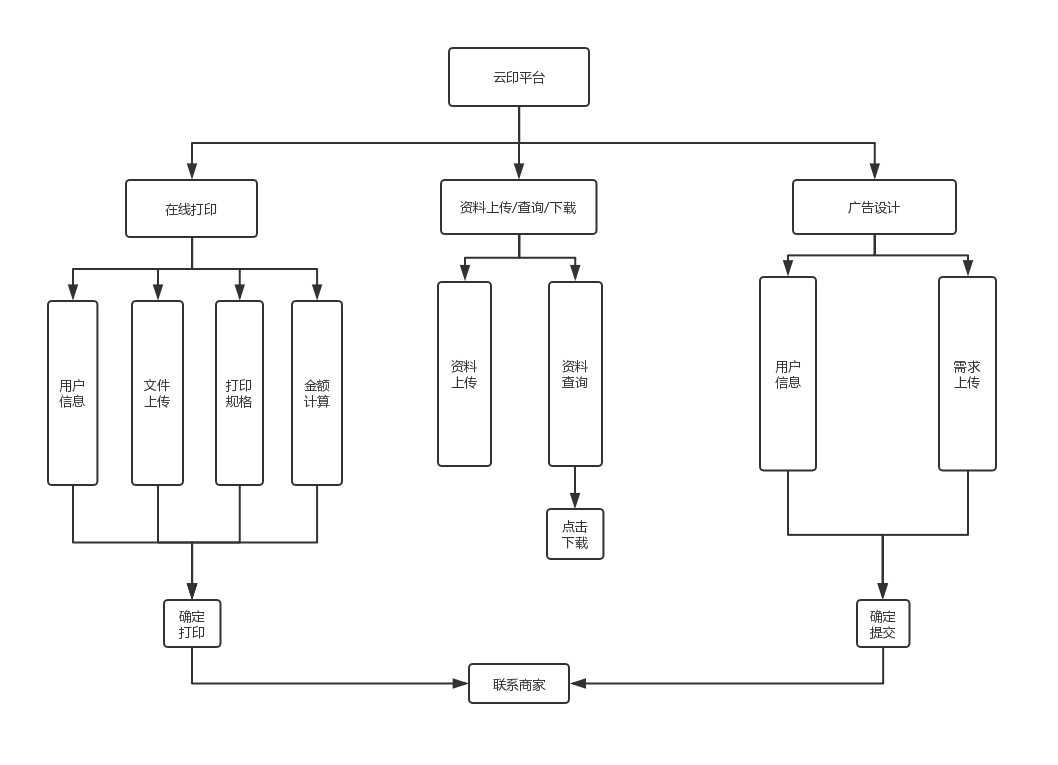 云印平台
在线打印
资料上传/查询/下载
广告设计
用户
信息
文件
上传
打印
规格
金额
计算
资料
上传
资料
查询
用户
信息
需求
上传
点击
下载
确定
打印
确定
提交
联系商家